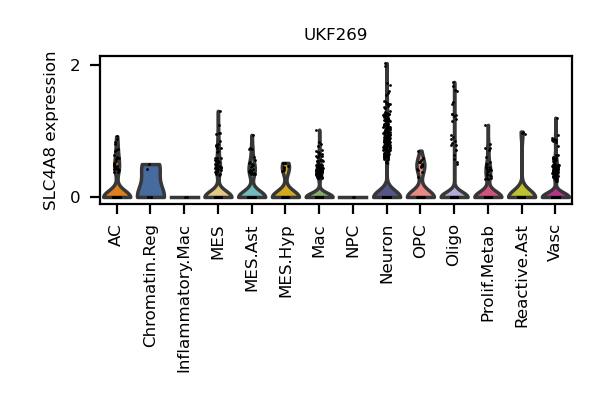 UKF269
SLC4A8 expression
2
0
AC
Chromatin.Reg
Inflammatory.Mac
MES
MES.Ast
MES.Hyp
Mac
NPC
Neuron
OPC
Oligo
Prolif.Metab
Reactive.Ast
Vasc